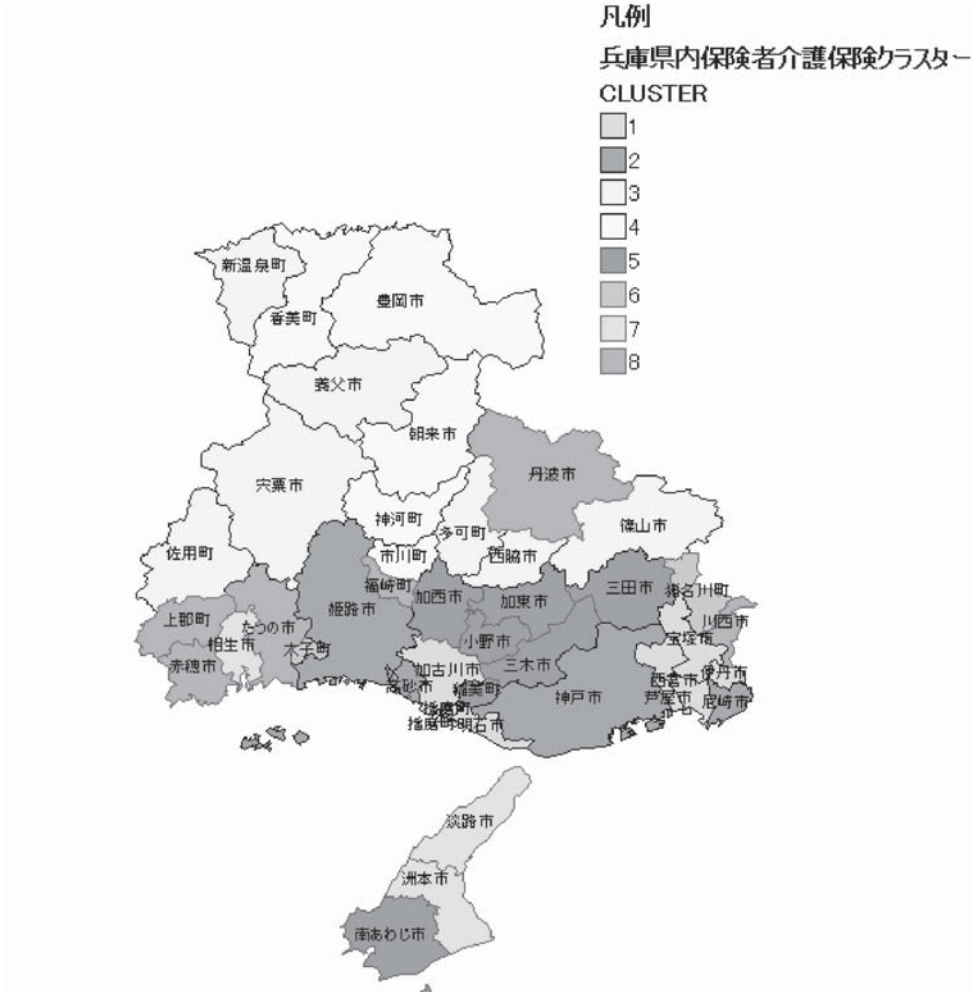 凡例
兵庫県内保険者介護保険クラスター
CLUSTER
1
2
3
4
5
6
7
8
新温泉町
香美町
豊岡市
養父市
朝来市
丹波市
宍粟市
神河町
多可町
篠山市
佐用町
市川町
西脇市
福崎町
加西市
加東市
三田市
猪名川町
姫路市
上郡町
たつの市
川西市
相生市
太子町
小野市
宝塚市
赤穂市
加古川市
三木市
西宮市
伊丹市
高砂市
稲美町
神戸市
芦屋市
尼崎市
播磨町
播磨町
明石市
淡路市
洲本市
南あわじ市